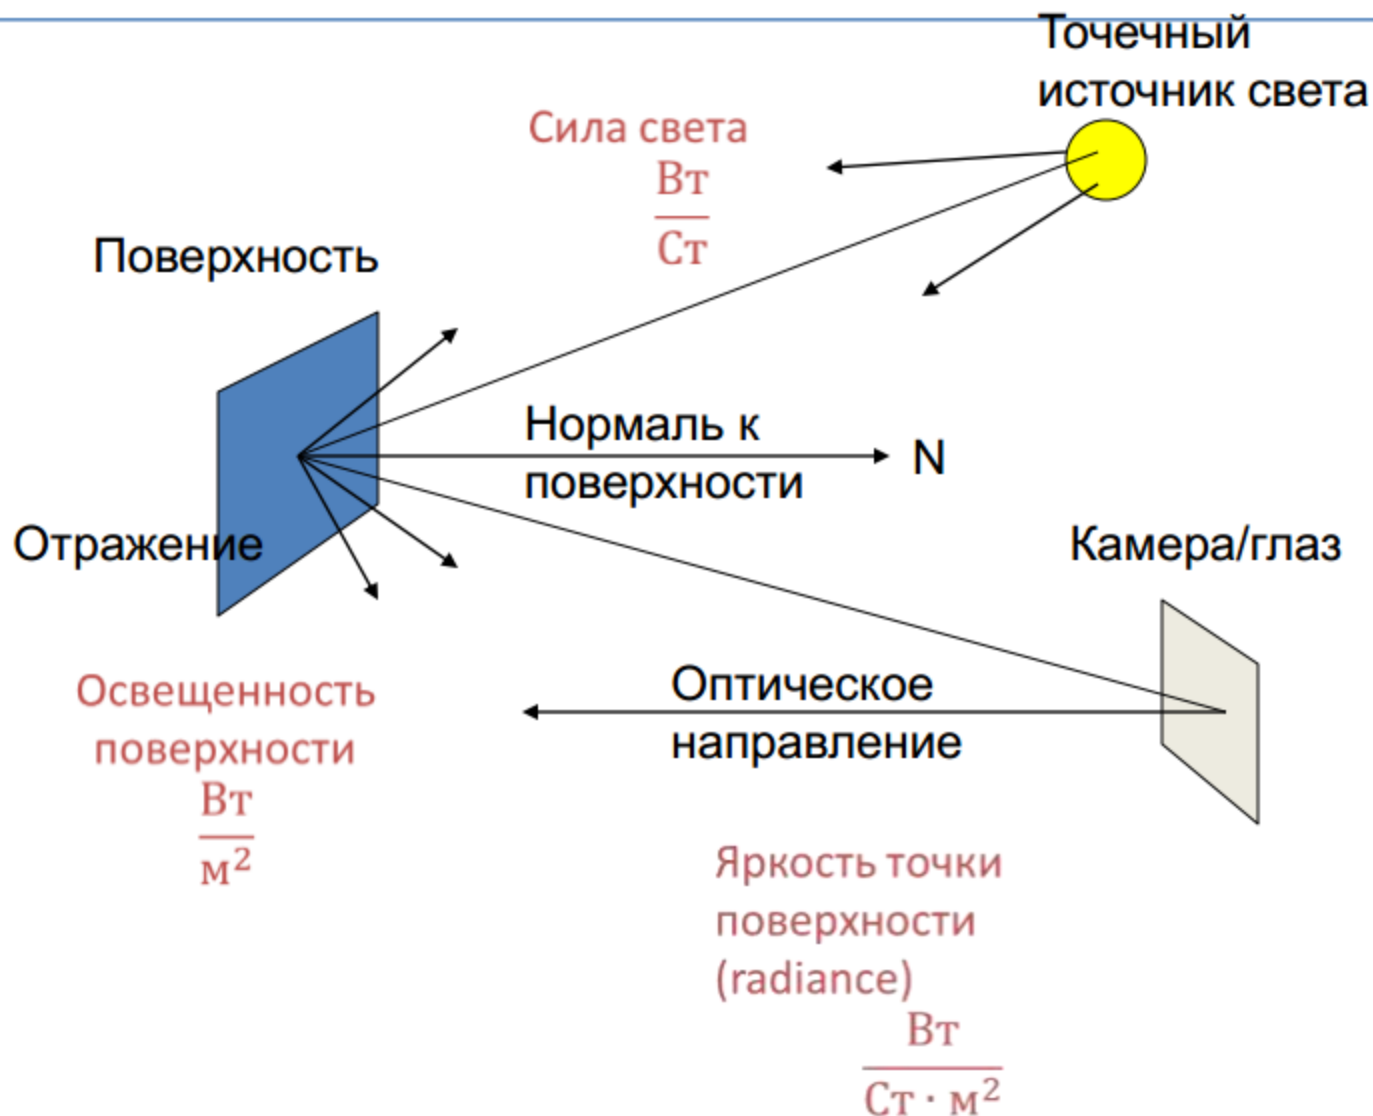 Точечный
источник света
Сила света
Вт
Ст
Поверхность
Нормаль к
поверхности
N
Отражение
Камера/глаз
Освещенность
поверхности
Вт
м²
Оптическое
направление
Яркость точки
поверхности
(radiance)
Вт
Ст · м²